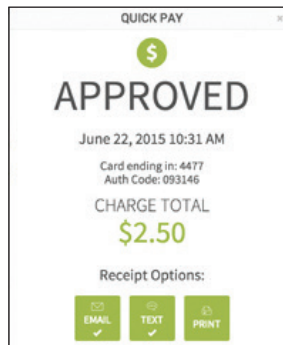 QUICK PAY
×
$
APPROVED
June 22, 2015 10:31 AM
Card ending in: 4477
Auth Code: 093146
CHARGE TOTAL
$2.50
Receipt Options:
EMAIL TEXT PRINT